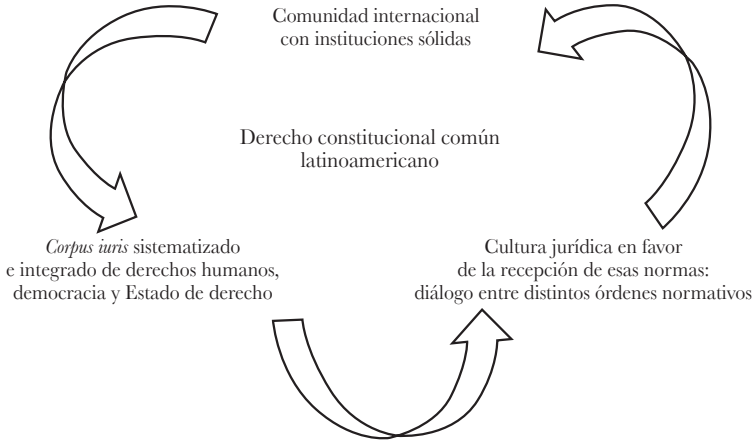 Comunidad internacional
con instituciones sólidas
Derecho constitucional común
latinoamericano
Corpus iuris sistematizado
e integrado de derechos humanos,
democracia y Estado de derecho
Cultura jurídica en favor
de la recepción de esas normas:
diálogo entre distintos órdenes normativos